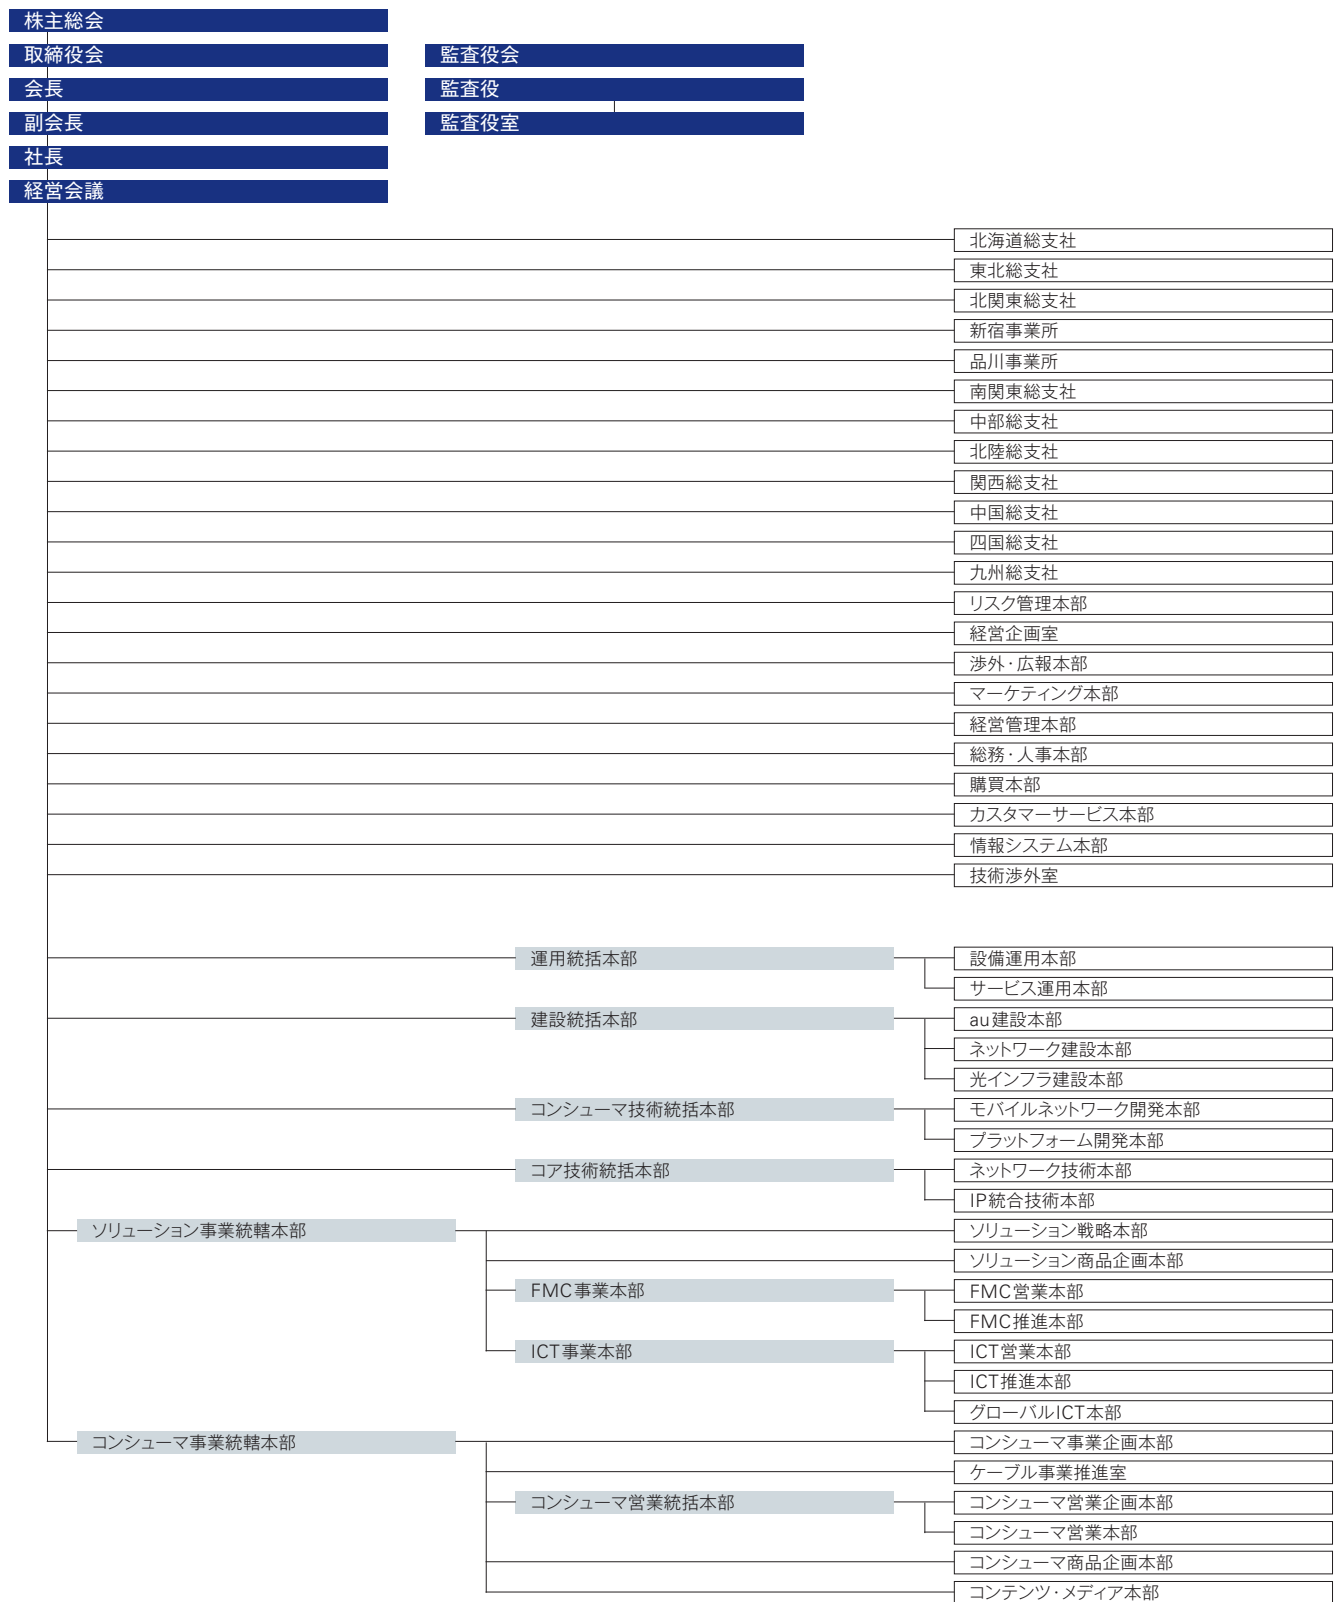 株主総会
取締役会
監査役会
会長
監査役
副会長
監査役室
社長
経営会議
北海道総支社
東北総支社
北関東総支社
新宿事業所
品川事業所
南関東総支社
中部総支社
北陸総支社
関西総支社
中国総支社
四国総支社
九州総支社
リスク管理本部
経営企画室
渉外・広報本部
マーケティング本部
経営管理本部
総務・人事本部
購買本部
カスタマーサービス本部
情報システム本部
技術渉外室
運用統括本部
設備運用本部
サービス運用本部
建設統括本部
au建設本部
ネットワーク建設本部
光インフラ建設本部
コンシューマ技術統括本部
モバイルネットワーク開発本部
プラットフォーム開発本部
コア技術統括本部
ネットワーク技術本部
IP統合技術本部
ソリューション事業統轄本部
ソリューション戦略本部
ソリューション商品企画本部
FMC事業本部
FMC営業本部
FMC推進本部
ICT事業本部
ICT営業本部
ICT推進本部
グローバルICT本部
コンシューマ事業統轄本部
コンシューマ事業企画本部
ケーブル事業推進室
コンシューマ営業統括本部
コンシューマ営業企画本部
コンシューマ営業本部
コンシューマ商品企画本部
コンテンツ・メディア本部